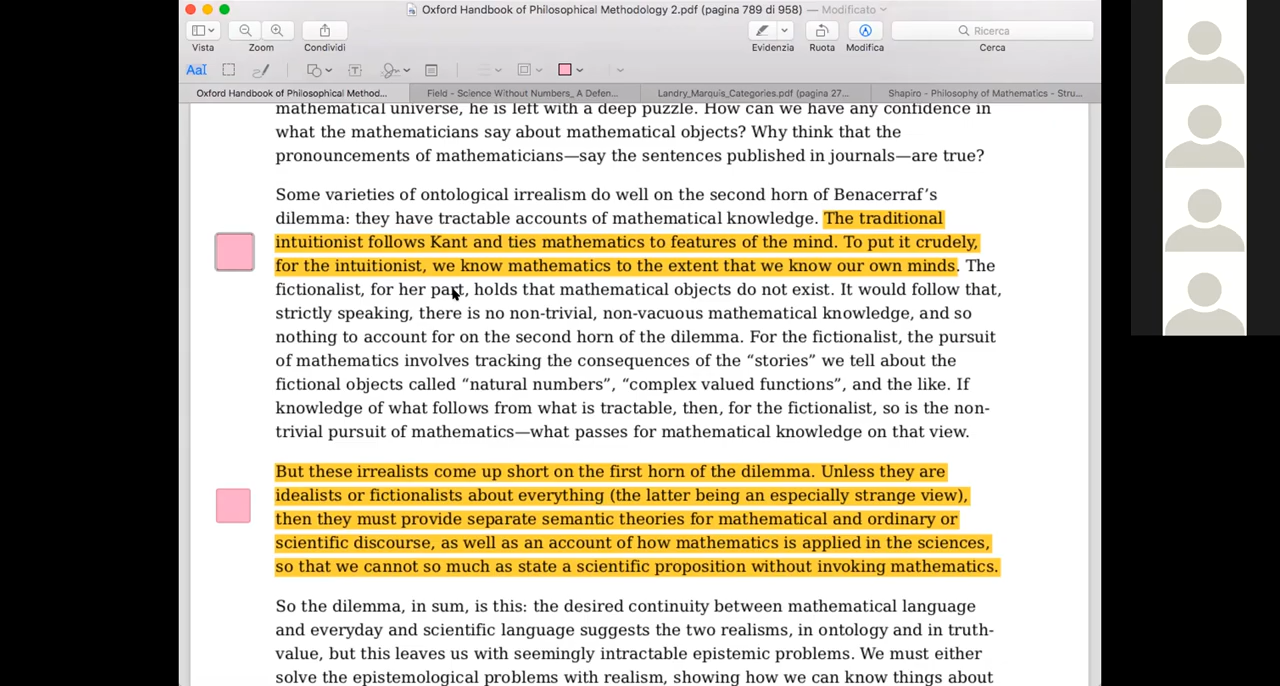 Oxford Handbook of Philosophical Methodology 2.pdf (pagina 789 di 958) — Modificato
Vista
Zoom
Condividi
Evidenzia
Ruota
Modifica
Ricerca
Cerca
AaI
T
Oxford Handbook of Philosophical Method...
Field - Science Without Numbers_ A Defen...
Landry_Marquis_Categories.pdf (pagina 27...
Shapiro - Philosophy of Mathematics - Stru...
mathematical universe, he is left with a deep puzzle. How can we have any confidence in
what the mathematicians say about mathematical objects? Why think that the
pronouncements of mathematicians—say the sentences published in journals—are true?
Some varieties of ontological irrealism do well on the second horn of Benacerraf’s
dilemma: they have tractable accounts of mathematical knowledge. The traditional
intuitionist follows Kant and ties mathematics to features of the mind. To put it crudely,
for the intuitionist, we know mathematics to the extent that we know our own minds. The
fictionalist, for her part, holds that mathematical objects do not exist. It would follow that,
strictly speaking, there is no non-trivial, non-vacuous mathematical knowledge, and so
nothing to account for on the second horn of the dilemma. For the fictionalist, the pursuit
of mathematics involves tracking the consequences of the “stories” we tell about the
fictional objects called “natural numbers”, “complex valued functions”, and the like. If
knowledge of what follows from what is tractable, then, for the fictionalist, so is the non-
trivial pursuit of mathematics—what passes for mathematical knowledge on that view.
But these irrealists come up short on the first horn of the dilemma. Unless they are
idealists or fictionalists about everything (the latter being an especially strange view),
then they must provide separate semantic theories for mathematical and ordinary or
scientific discourse, as well as an account of how mathematics is applied in the sciences,
so that we cannot so much as state a scientific proposition without invoking mathematics.
So the dilemma, in sum, is this: the desired continuity between mathematical language
and everyday and scientific language suggests the two realisms, in ontology and in truth-
value, but this leaves us with seemingly intractable epistemic problems. We must either
solve the epistemological problems with realism, showing how we can know things about